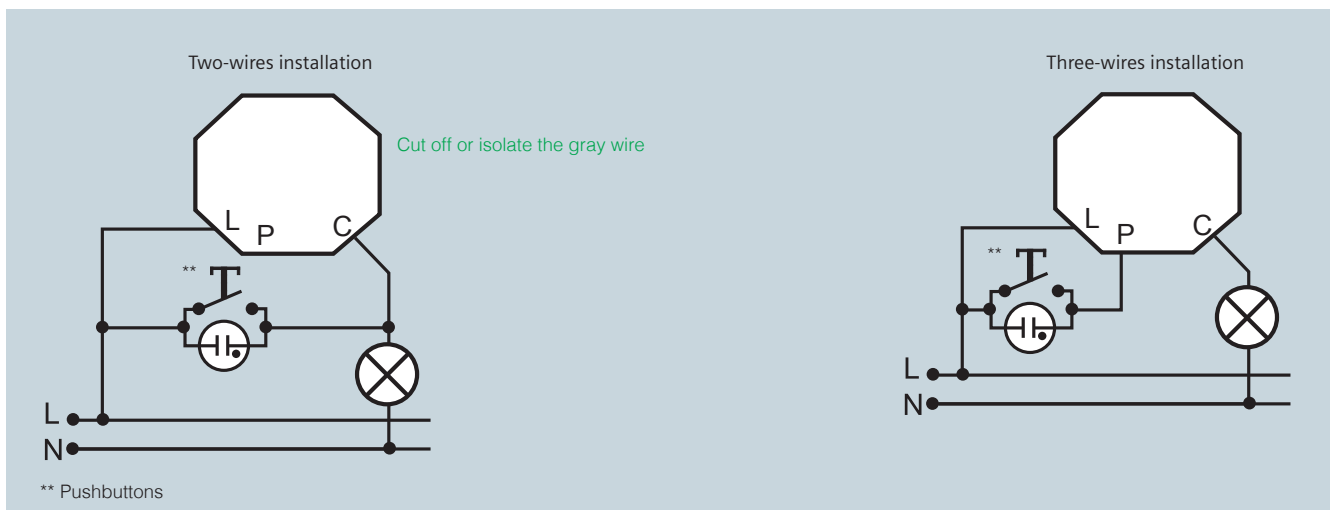 Two-wires installation
Cut off or isolate the gray wire
L
P
C
**
L
N
** Pushbuttons
Three-wires installation
L
P
C
**
L
N